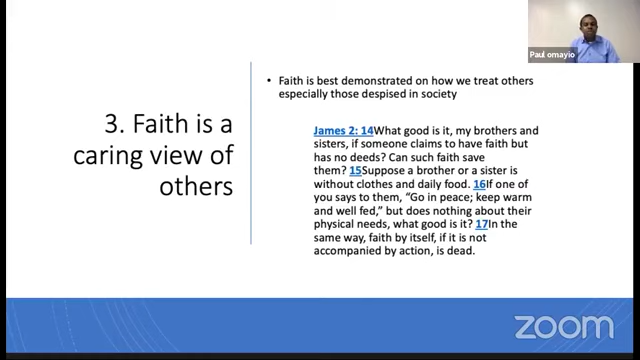 Paul omayio
3. Faith is a
caring view of
others
• Faith is best demonstrated on how we treat others
especially those despised in society
James 2: 14What good is it, my brothers and
sisters, if someone claims to have faith but
has no deeds? Can such faith save
them? 15Suppose a brother or a sister is
without clothes and daily food. 16If one of
you says to them, “Go in peace; keep warm
and well fed,” but does nothing about their
physical needs, what good is it? 17In the
same way, faith by itself, if it is not
accompanied by action, is dead.
zoom